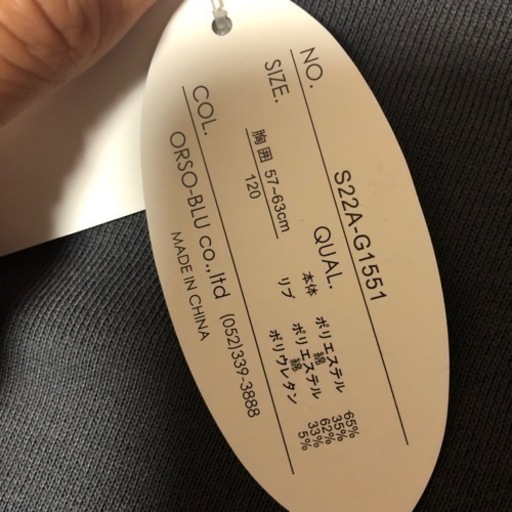 NO. S22A-G1551
SIZE.
胸囲 57~63cm
120
QUAL.
本体 ポリエステル 65%
綿 35%
リブ ポリエステル 62%
綿 33%
ポリウレタン 5%
COL.
ORSO-BLU co.,ltd (052)339-3888
MADE IN CHINA